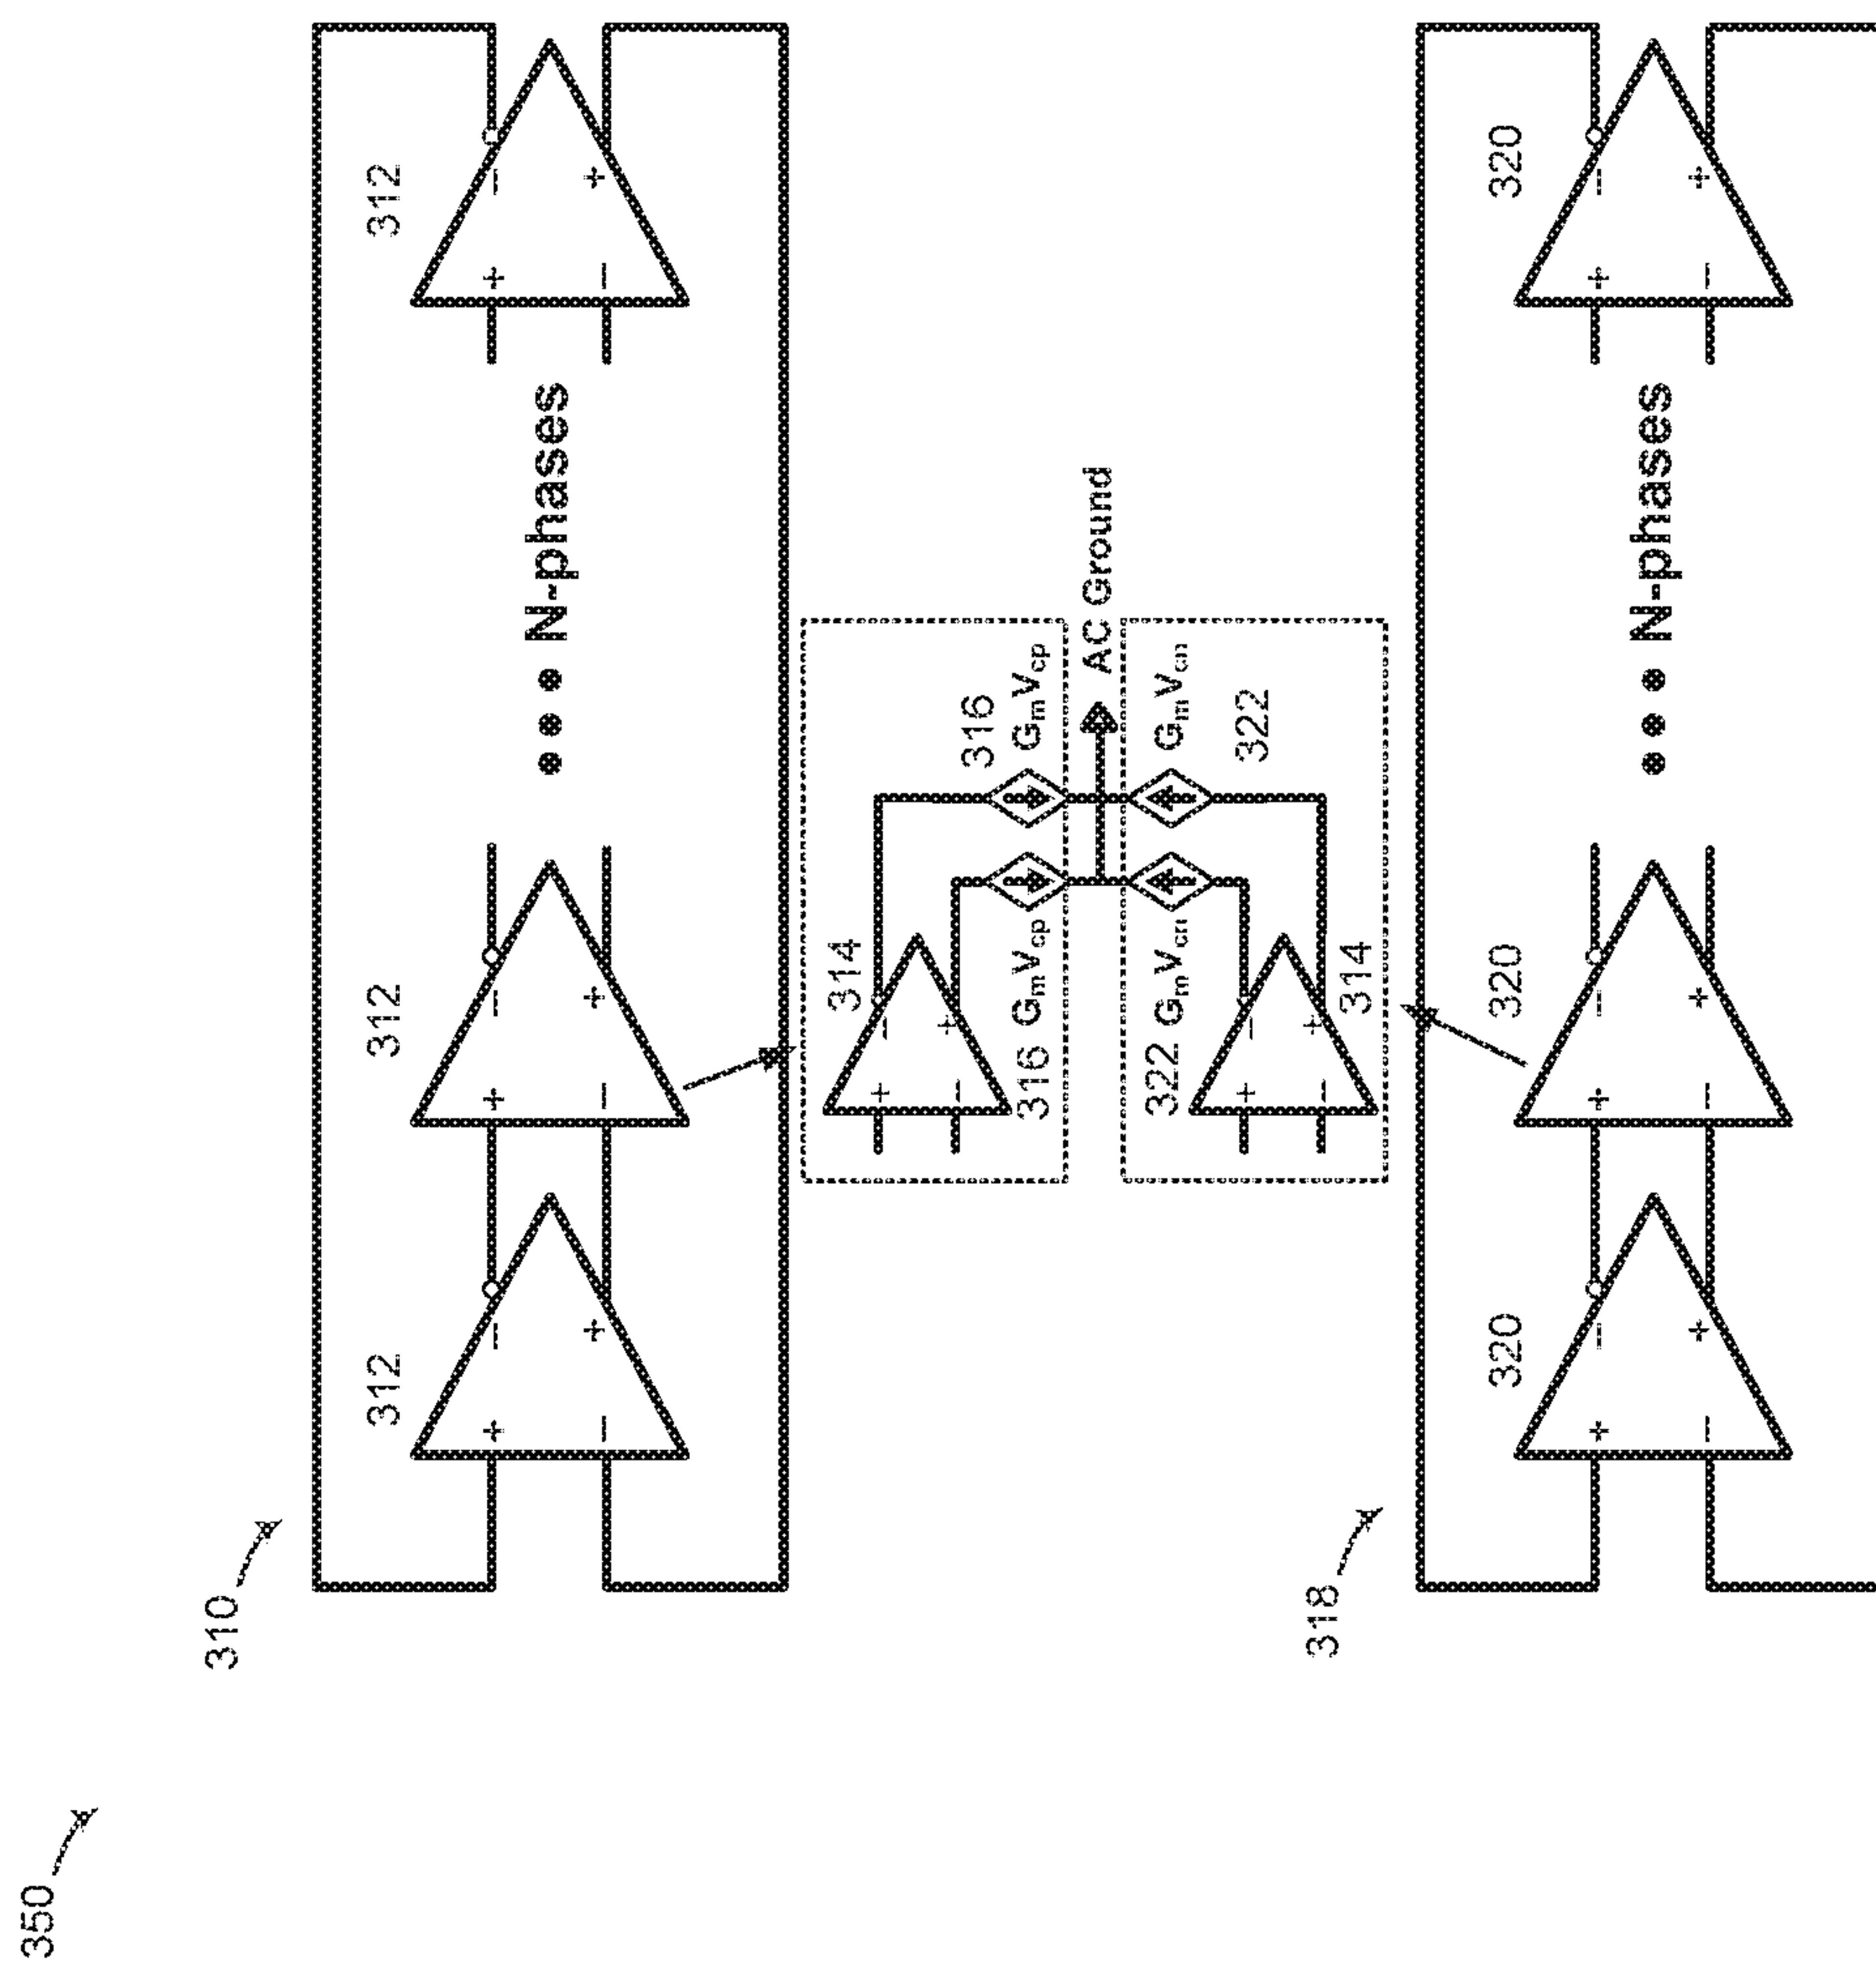 350
310
312 312 312
+ − + − + −
N-phases
− + − + − +
314
+ −
− +
316
316 GmVcp GmVcp
AC Ground
322 GmVcn GmVcn
322
+ −
− +
314
318
320 320 320
+ − + − + −
N-phases
− + − + − +